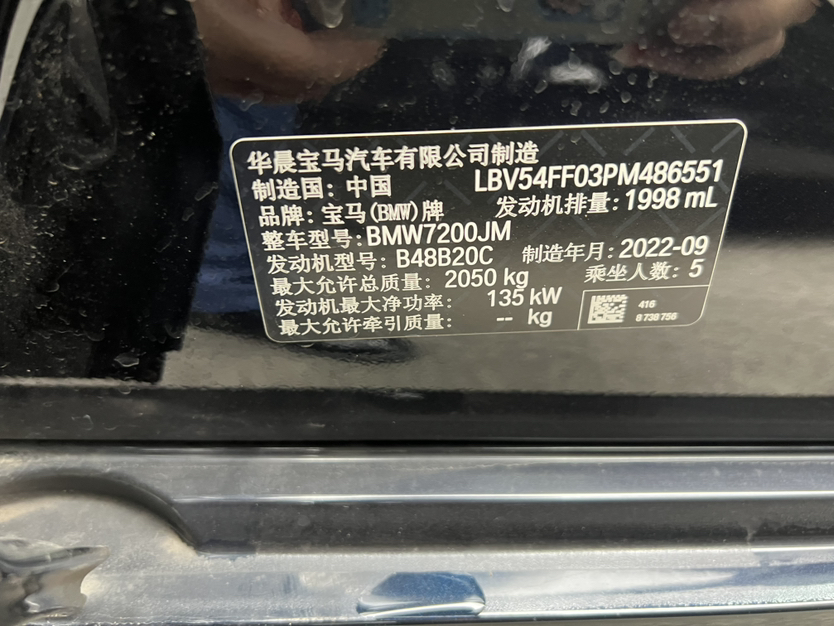 华晨宝马汽车有限公司制造
制造国: 中国 LBV54FF03PM486551
品牌: 宝马(BMW)牌 发动机排量: 1998 mL
整车型号: BMW7200JM
发动机型号: B48B20C 制造年月: 2022-09
最大允许总质量: 2050 kg 乘坐人数: 5
发动机最大净功率: 135 kW
最大允许牵引质量: -- kg
416
8 739 756